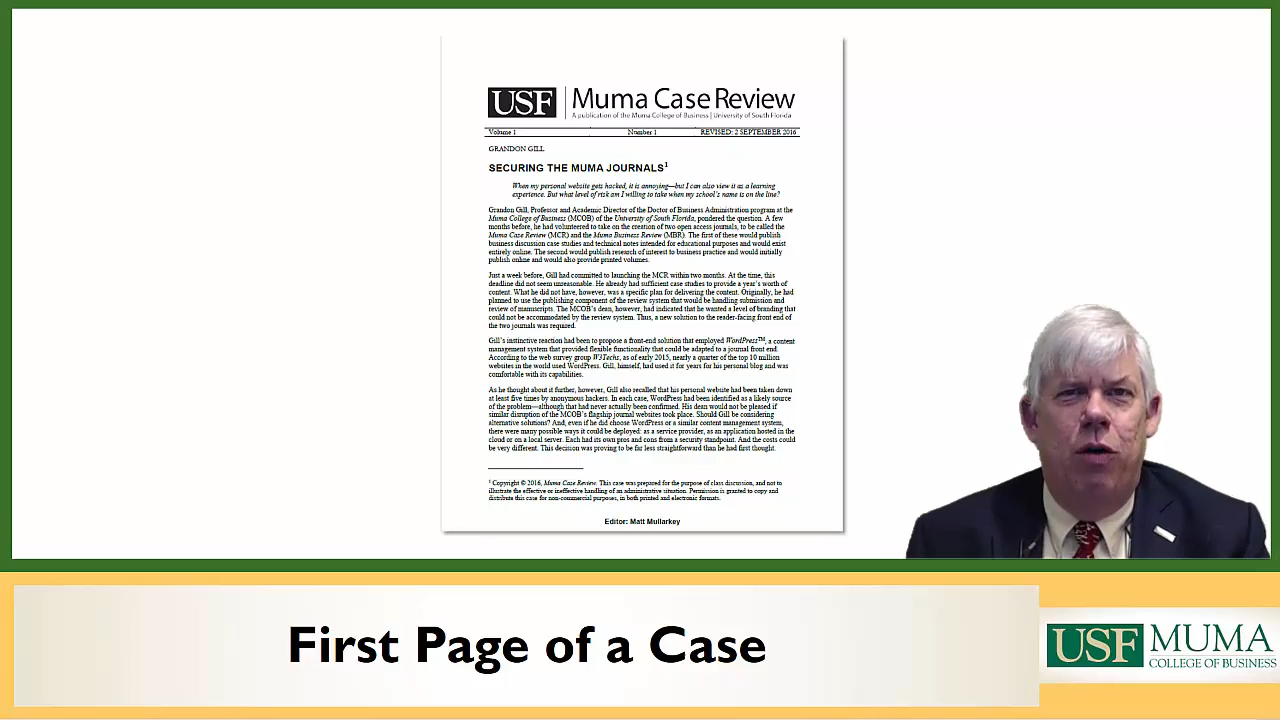 USF Muma Case Review
A publication of the Muma College of Business | University of South Florida
Volume 1 Number 1 REVISED: 2 SEPTEMBER 2016
GRANDON GILL
SECURING THE MUMA JOURNALS¹
When my personal website gets hacked, it is annoying—but I can also view it as a learning
experience. But what level of risk am I willing to take when my school's name is on the line?
Grandon Gill, Professor and Academic Director of the Doctor of Business Administration program at the
Muma College of Business (MCOB) of the University of South Florida, pondered the question. A few
months before, he had volunteered to take on the creation of two open access journals, to be called the
Muma Case Review (MCR) and the Muma Business Review (MBR). The first of these would publish
business discussion case studies and technical notes intended for educational purposes and would exist
entirely online. The second would publish research of interest to business practice and would initially
publish online and would also provide printed volumes.
Just a week before, Gill had committed to launching the MCR within two months. At the time, this
deadline did not seem unreasonable. He already had sufficient case studies to provide a year's worth of
content. What he did not have, however, was a specific plan for delivering the content. Originally, he had
planned to use the publishing component of the review system that would be handling submission and
review of manuscripts. The MCOB's dean, however, had indicated that he wanted a level of branding that
could not be accommodated by the review system. Thus, a new solution to the reader-facing front end of
the two journals was required.
Gill's instinctive reaction had been to propose a front-end solution that employed WordPress™, a content
management system that provided flexible functionality that could be adapted to a journal front end.
According to the web survey group W3Techs, as of early 2015, nearly a quarter of the top 10 million
websites in the world used WordPress. Gill, himself, had used it for years for his personal blog and was
comfortable with its capabilities.
As he thought about it further, however, Gill also recalled that his personal website had been taken down
at least five times by anonymous hackers. In each case, WordPress had been identified as a likely source
of the problem—although that had never actually been confirmed. His dean would not be pleased if
similar disruption of the MCOB's flagship journal websites took place. Should Gill be considering
alternative solutions? And, even if he did choose WordPress or a similar content management system,
there were many possible ways it could be deployed: as a service provider, as an application hosted in the
cloud or on a local server. Each had its own pros and cons from a security standpoint. And the costs could
be very different. This decision was proving to be far less straightforward than he had first thought.
¹ Copyright © 2016, Muma Case Review. This case was prepared for the purpose of class discussion, and not to
illustrate the effective or ineffective handling of an administrative situation. Permission is granted to copy and
distribute this case for non-commercial purposes, in both printed and electronic formats.
Editor: Matt Mullarkey
First Page of a Case
USF MUMA
COLLEGE OF BUSINESS